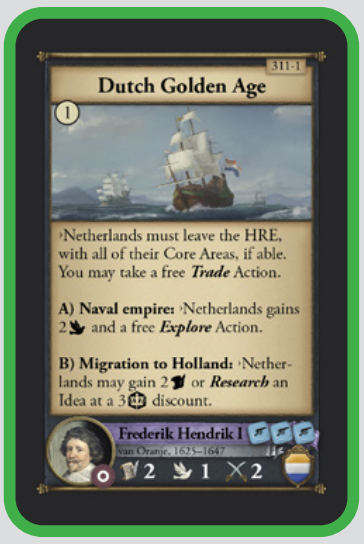 311-1
Dutch Golden Age
1
›Netherlands must leave the HRE,
with all of their Core Areas, if able.
You may take a free Trade Action.
A) Naval empire: ›Netherlands gains
2 and a free Explore Action.
B) Migration to Holland: ›Nether-
lands may gain 2 or Research an
Idea at a 3 discount.
Frederik Hendrik I
van Oranje, 1625–1647
2 1 2